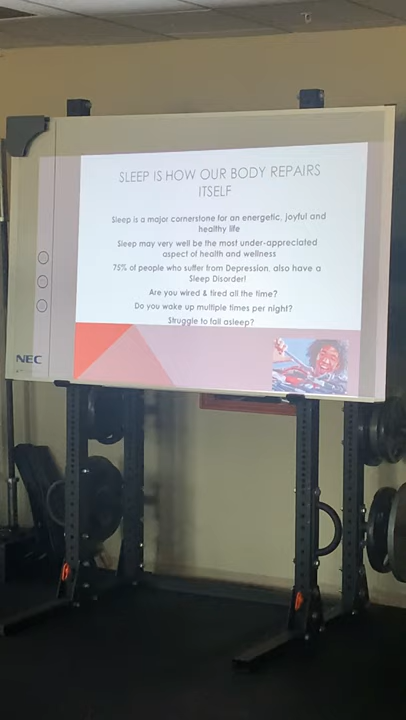 SLEEP IS HOW OUR BODY REPAIRS
ITSELF
Sleep is a major cornerstone for an energetic, joyful and
healthy life
Sleep may very well be the most under-appreciated
aspect of health and wellness
75% of people who suffer from Depression, also have a
Sleep Disorder!
Are you wired & tired all the time?
Do you wake up multiple times per night?
Struggle to fall asleep?
NEC